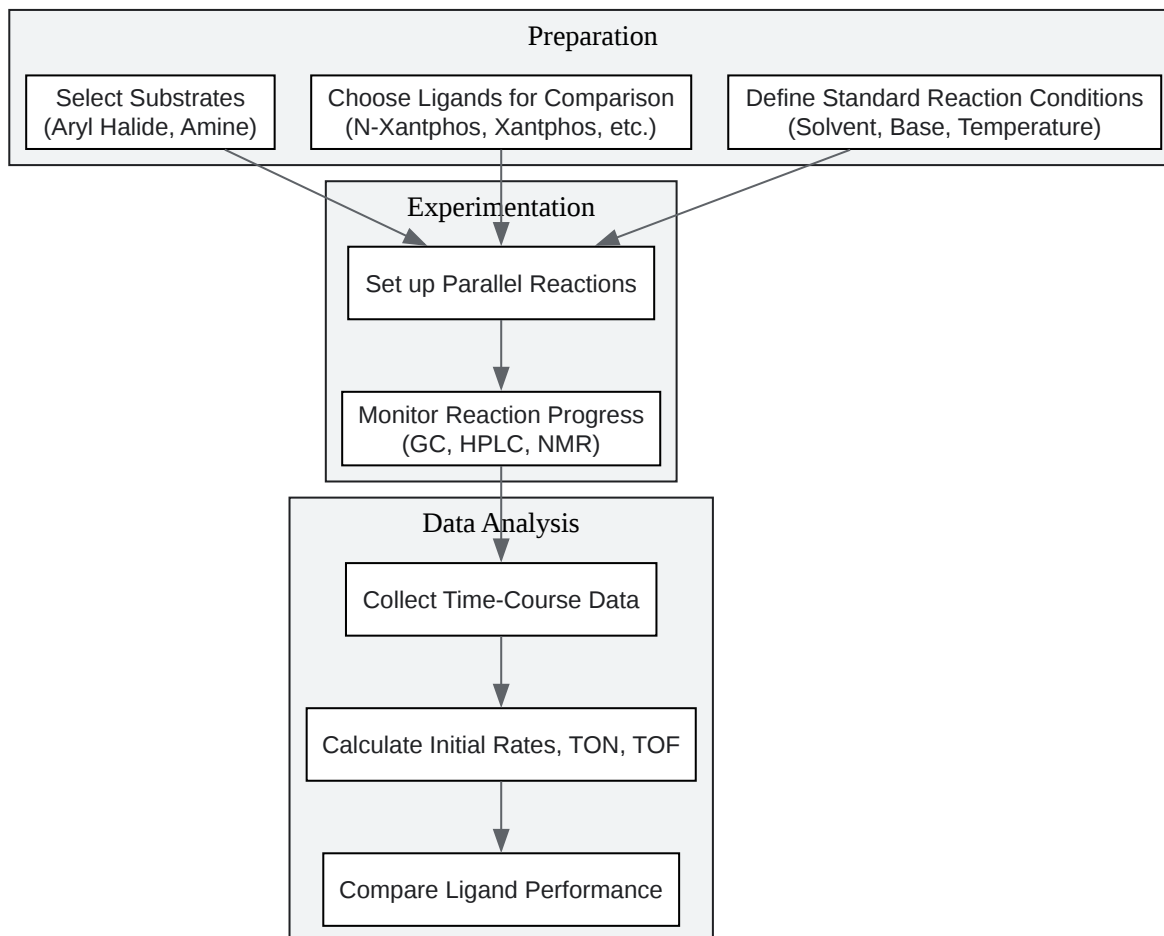 Preparation
Select Substrates
(Aryl Halide, Amine)
Choose Ligands for Comparison
(N-Xantphos, Xantphos, etc.)
Define Standard Reaction Conditions
(Solvent, Base, Temperature)
Experimentation
Set up Parallel Reactions
Monitor Reaction Progress
(GC, HPLC, NMR)
Data Analysis
Collect Time-Course Data
Calculate Initial Rates, TON, TOF
Compare Ligand Performance